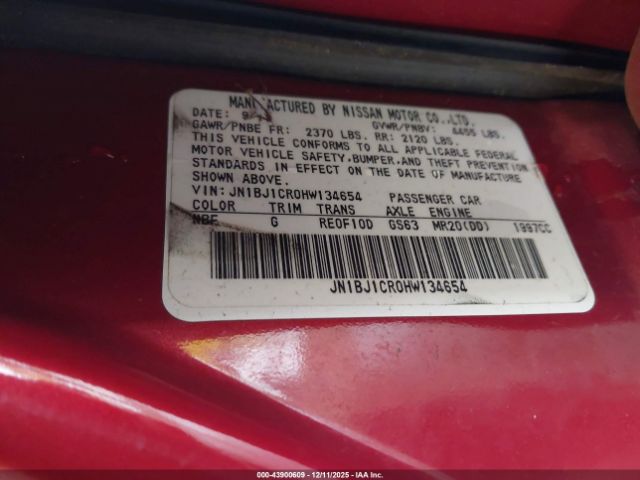 MANUFACTURED BY NISSAN MOTOR CO.,LTD.
DATE: GVWR/PNBV: 4455 LBS.
GAWR/PNBE FR: 2370 LBS. RR: 2120 LBS.
THIS VEHICLE CONFORMS TO ALL APPLICABLE FEDERAL
MOTOR VEHICLE SAFETY,BUMPER,AND THEFT PREVENTION
STANDARDS IN EFFECT ON THE DATE OF MANUFACTURE
SHOWN ABOVE.
VIN: JN1BJ1CR0HW134654 PASSENGER CAR
COLOR TRIM TRANS AXLE ENGINE
NBF G RE0F10D GS63 MR20(DD) 1997CC
JN1BJ1CR0HW134654
000-43900609 • 12/11/2025 - IAA Inc.